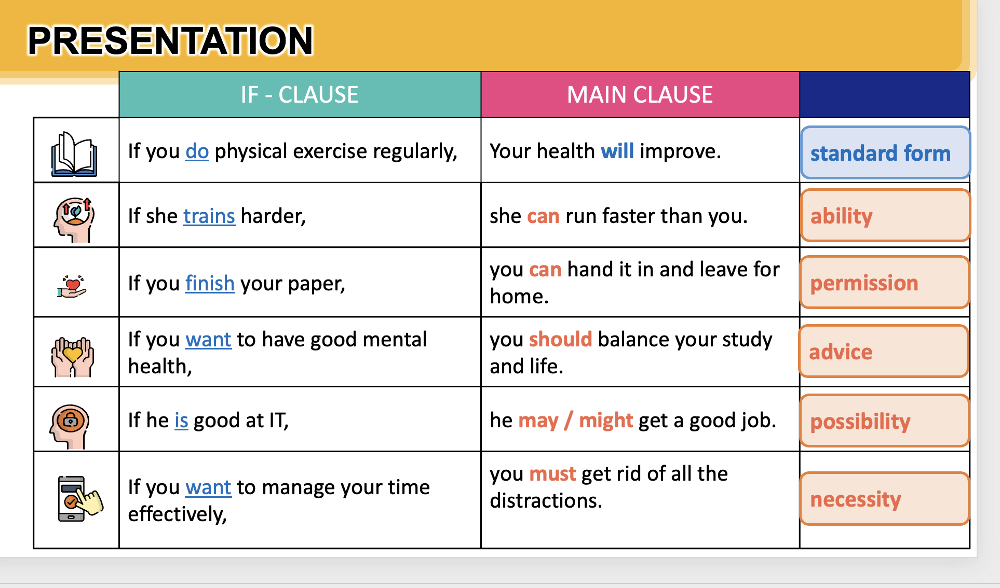 PRESENTATION
IF - CLAUSE
MAIN CLAUSE
If you do physical exercise regularly,
Your health will improve.
standard form
If she trains harder,
she can run faster than you.
ability
If you finish your paper,
you can hand it in and leave for
home.
permission
If you want to have good mental
health,
you should balance your study
and life.
advice
If he is good at IT,
he may / might get a good job.
possibility
If you want to manage your time
effectively,
you must get rid of all the
distractions.
necessity